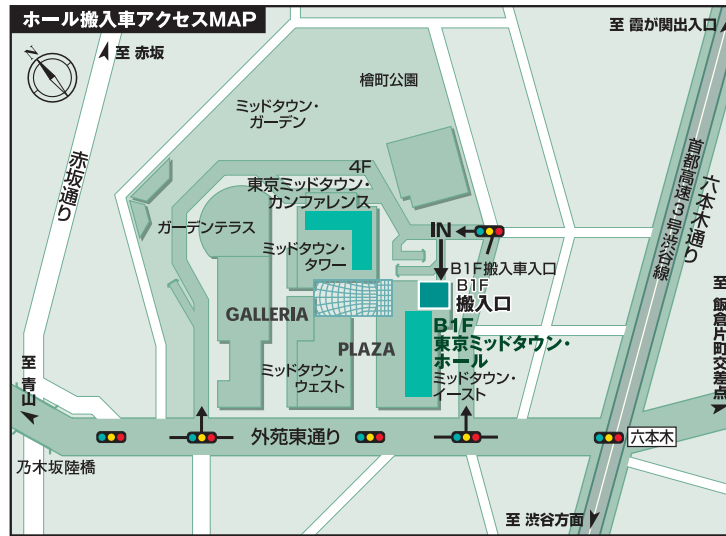 ホール搬入車アクセスMAP
至 霞が関出入口
至 赤坂
N
檜町公園
ミッドタウン・
ガーデン
赤坂通り
六本木通り
首都高速3号渋谷線
4F
東京ミッドタウン・
カンファレンス
ガーデンテラス
ミッドタウン・
タワー
IN
B1F搬入車入口
B1F
搬入口
GALLERIA
PLAZA
B1F
東京ミッドタウン・
ホール
ミッドタウン・
ウェスト
ミッドタウン・
イースト
至 飯倉片町交差点
至 青山
外苑東通り
六本木
乃木坂陸橋
至 渋谷方面